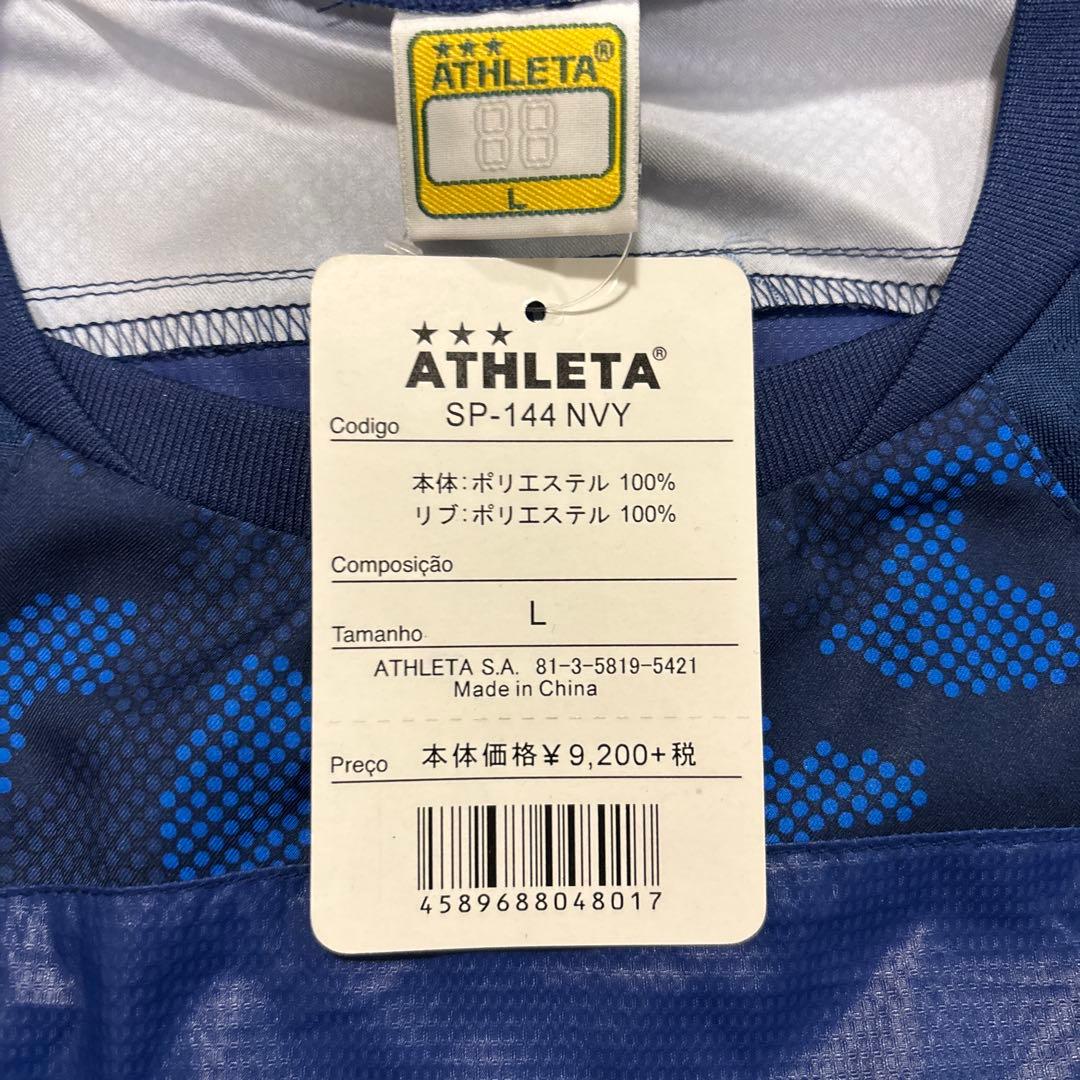 ★★★
ATHLETA®
88
L
★★★
ATHLETA®
Codigo SP-144 NVY
本体:ポリエステル 100%
リブ:ポリエステル 100%
Composição
Tamanho L
ATHLETA S.A. 81-3-5819-5421
Made in China
Preço 本体価格¥9,200+税
4589688048017